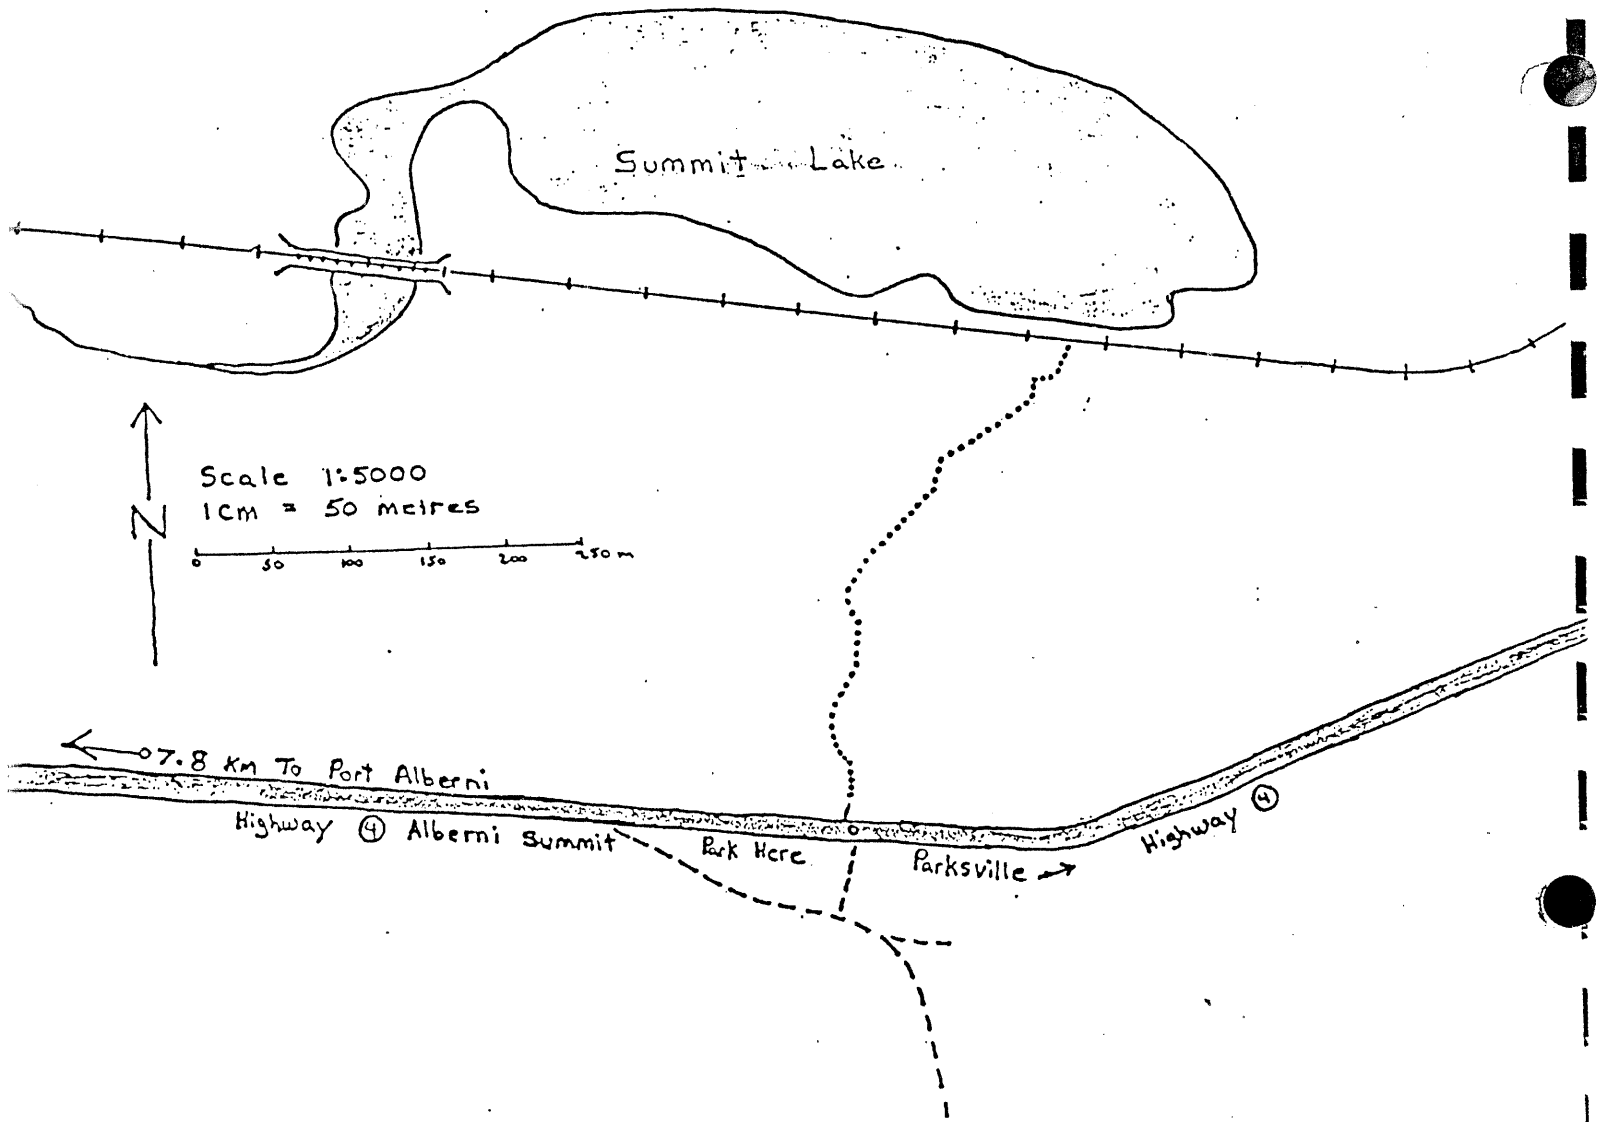 Summit Lake
Scale 1:5000
1cm = 50 metres
0 50 100 150 200 250 m
N
7.8 Km To Port Alberni
Highway 4 Alberni Summit
Park Here
Parksville →
Highway 4